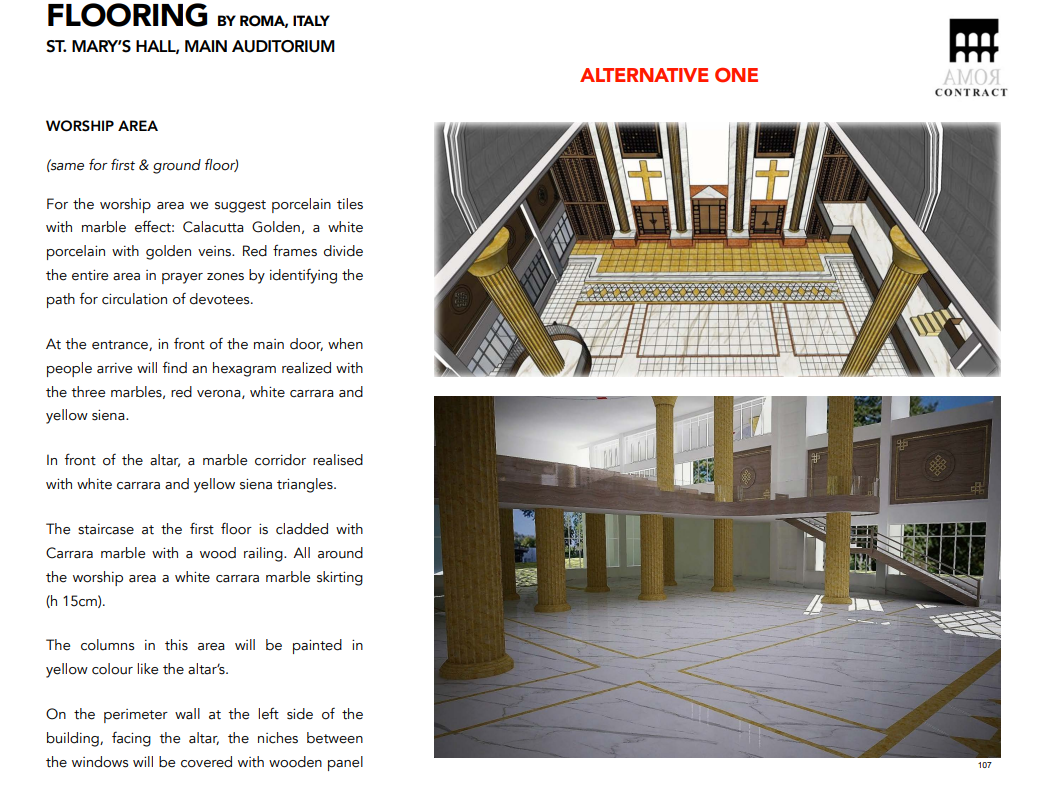 FLOORING BY ROMA, ITALY
ST. MARY'S HALL, MAIN AUDITORIUM
ALTERNATIVE ONE
AMOЯ
ROMA
CONTRACT
WORSHIP AREA
(same for first & ground floor)
For the worship area we suggest porcelain tiles
with marble effect: Calacutta Golden, a white
porcelain with golden veins. Red frames divide
the entire area in prayer zones by identifying the
path for circulation of devotees.
At the entrance, in front of the main door, when
people arrive will find an hexagram realized with
the three marbles, red verona, white carrara and
yellow siena.
In front of the altar, a marble corridor realised
with white carrara and yellow siena triangles.
The staircase at the first floor is cladded with
Carrara marble with a wood railing. All around
the worship area a white carrara marble skirting
(h 15cm).
The columns in this area will be painted in
yellow colour like the altar's.
On the perimeter wall at the left side of the
building, facing the altar, the niches between
the windows will be covered with wooden panel
107